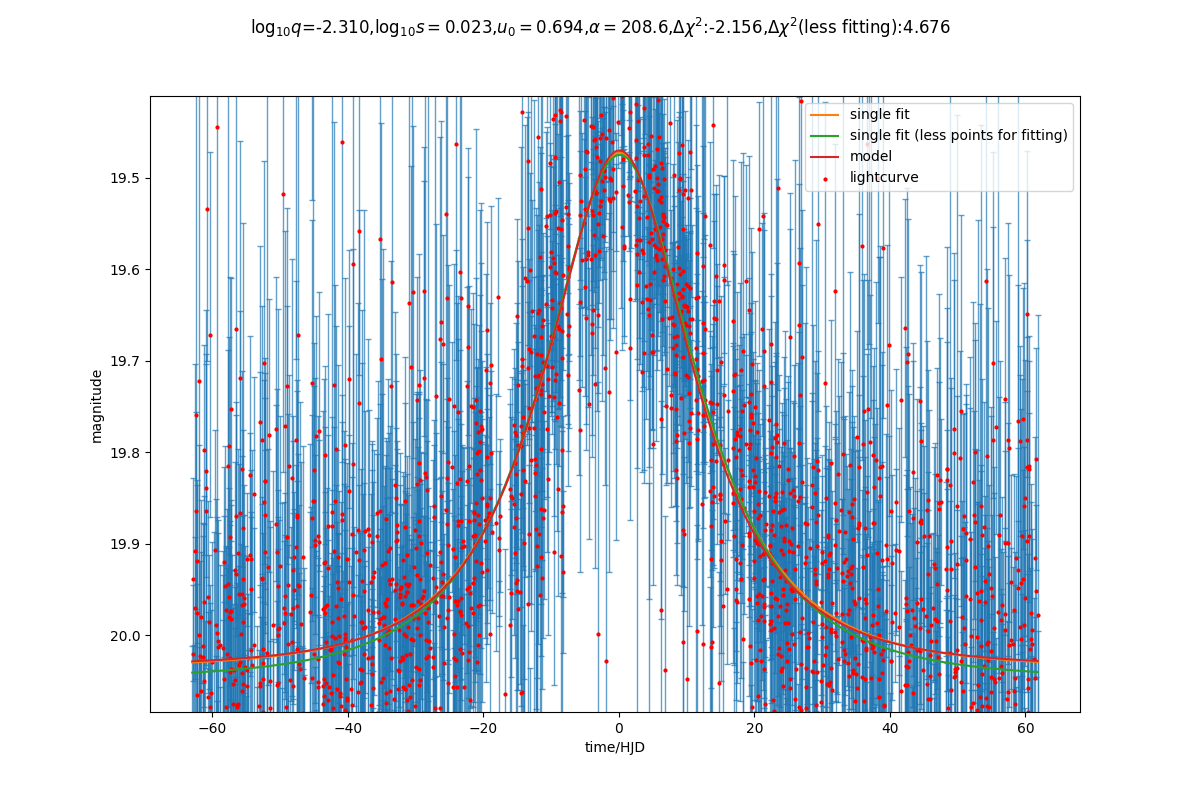 log₁₀q=-2.310,log₁₀s = 0.023,u₀ = 0.694,α = 208.6,Δχ²:-2.156,Δχ²(less fitting):4.676
single fit
single fit (less points for fitting)
model
lightcurve
magnitude
19.5
19.6
19.7
19.8
19.9
20.0
−60
−40
−20
0
20
40
60
time/HJD